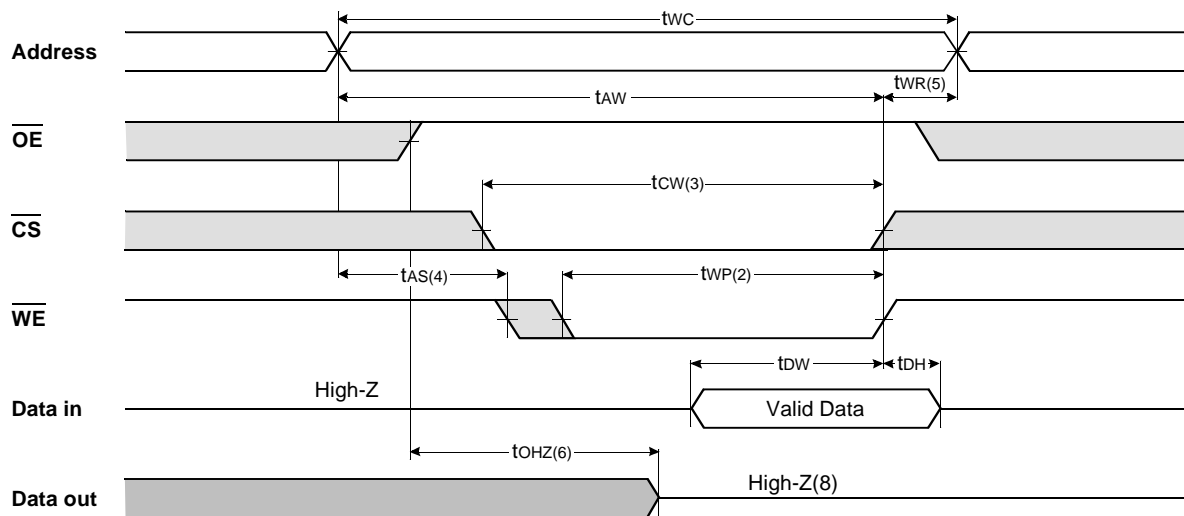 tWC
Address
tAW
tWR(5)
OE
tCW(3)
CS
tAS(4)
tWP(2)
WE
tDW
tDH
High-Z
Data in
Valid Data
tOHZ(6)
High-Z(8)
Data out